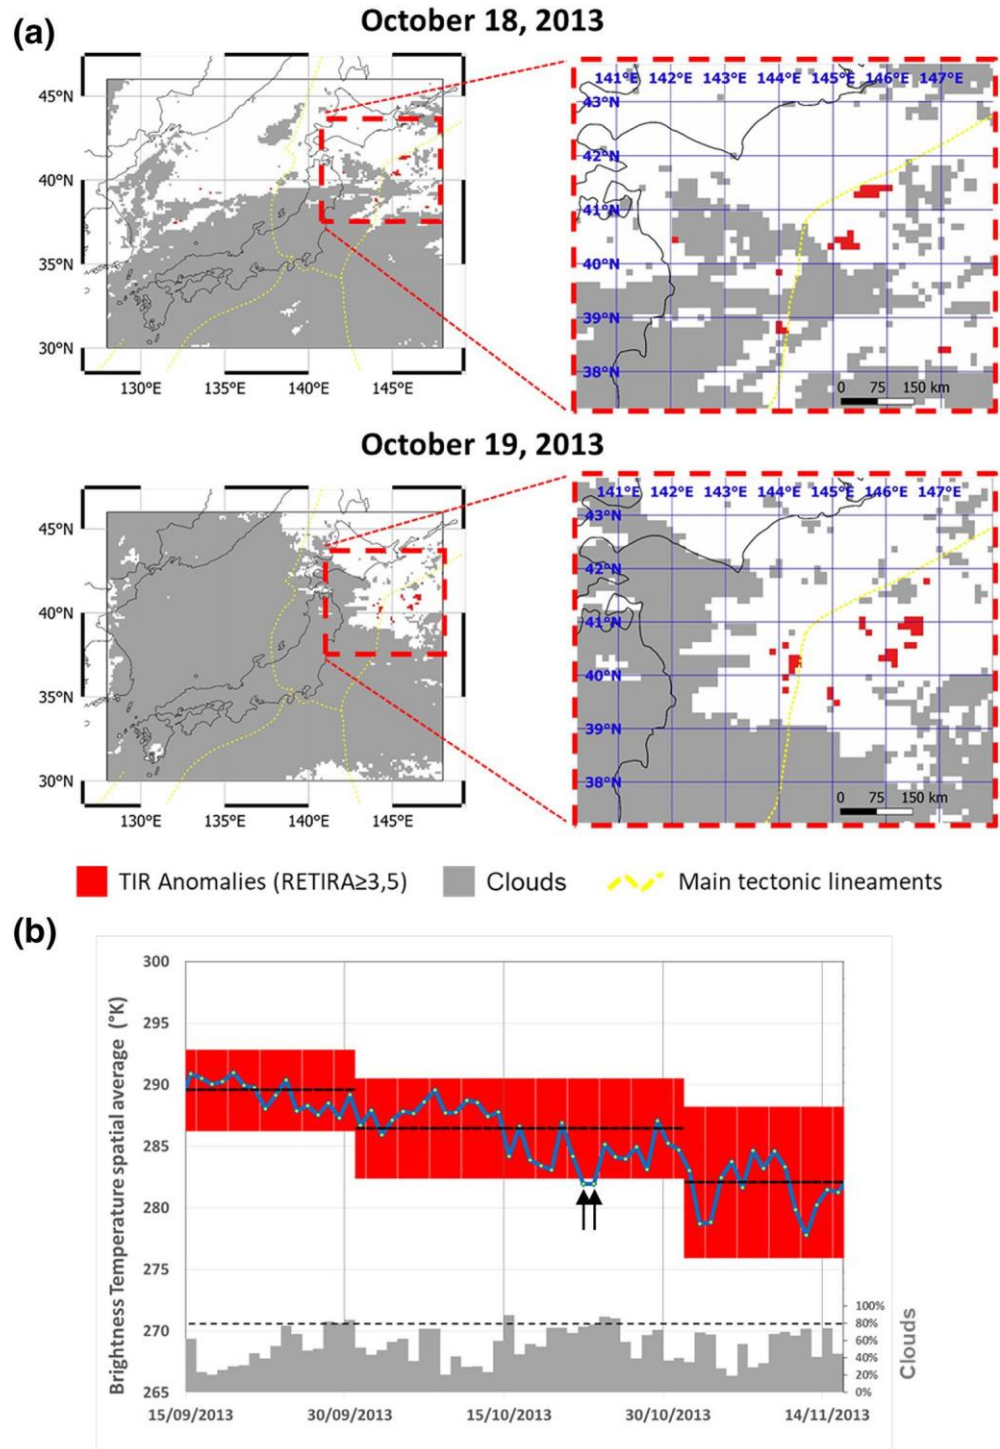 (a)
October 18, 2013
45°N
40°N
35°N
30°N
130°E 135°E 140°E 145°E
141°E 142°E 143°E 144°E 145°E 146°E 147°E
43°N
42°N
41°N
40°N
39°N
38°N
0 75 150 km
October 19, 2013
45°N
40°N
35°N
30°N
130°E 135°E 140°E 145°E
141°E 142°E 143°E 144°E 145°E 146°E 147°E
43°N
42°N
41°N
40°N
39°N
38°N
0 75 150 km
TIR Anomalies (RETIRA≥3,5) Clouds Main tectonic lineaments
(b)
Brightness Temperature spatial average (°K)
300
295
290
285
280
275
270
265
100%
80%
60%
40%
20%
0%
Clouds
15/09/2013 30/09/2013 15/10/2013 30/10/2013 14/11/2013